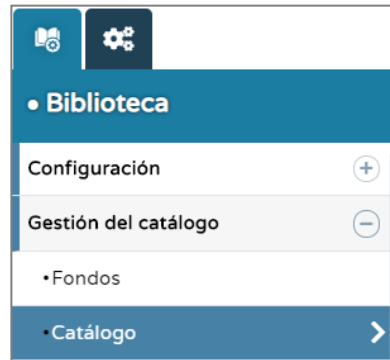 • Biblioteca
Configuración
Gestión del catálogo
•Fondos
•Catálogo